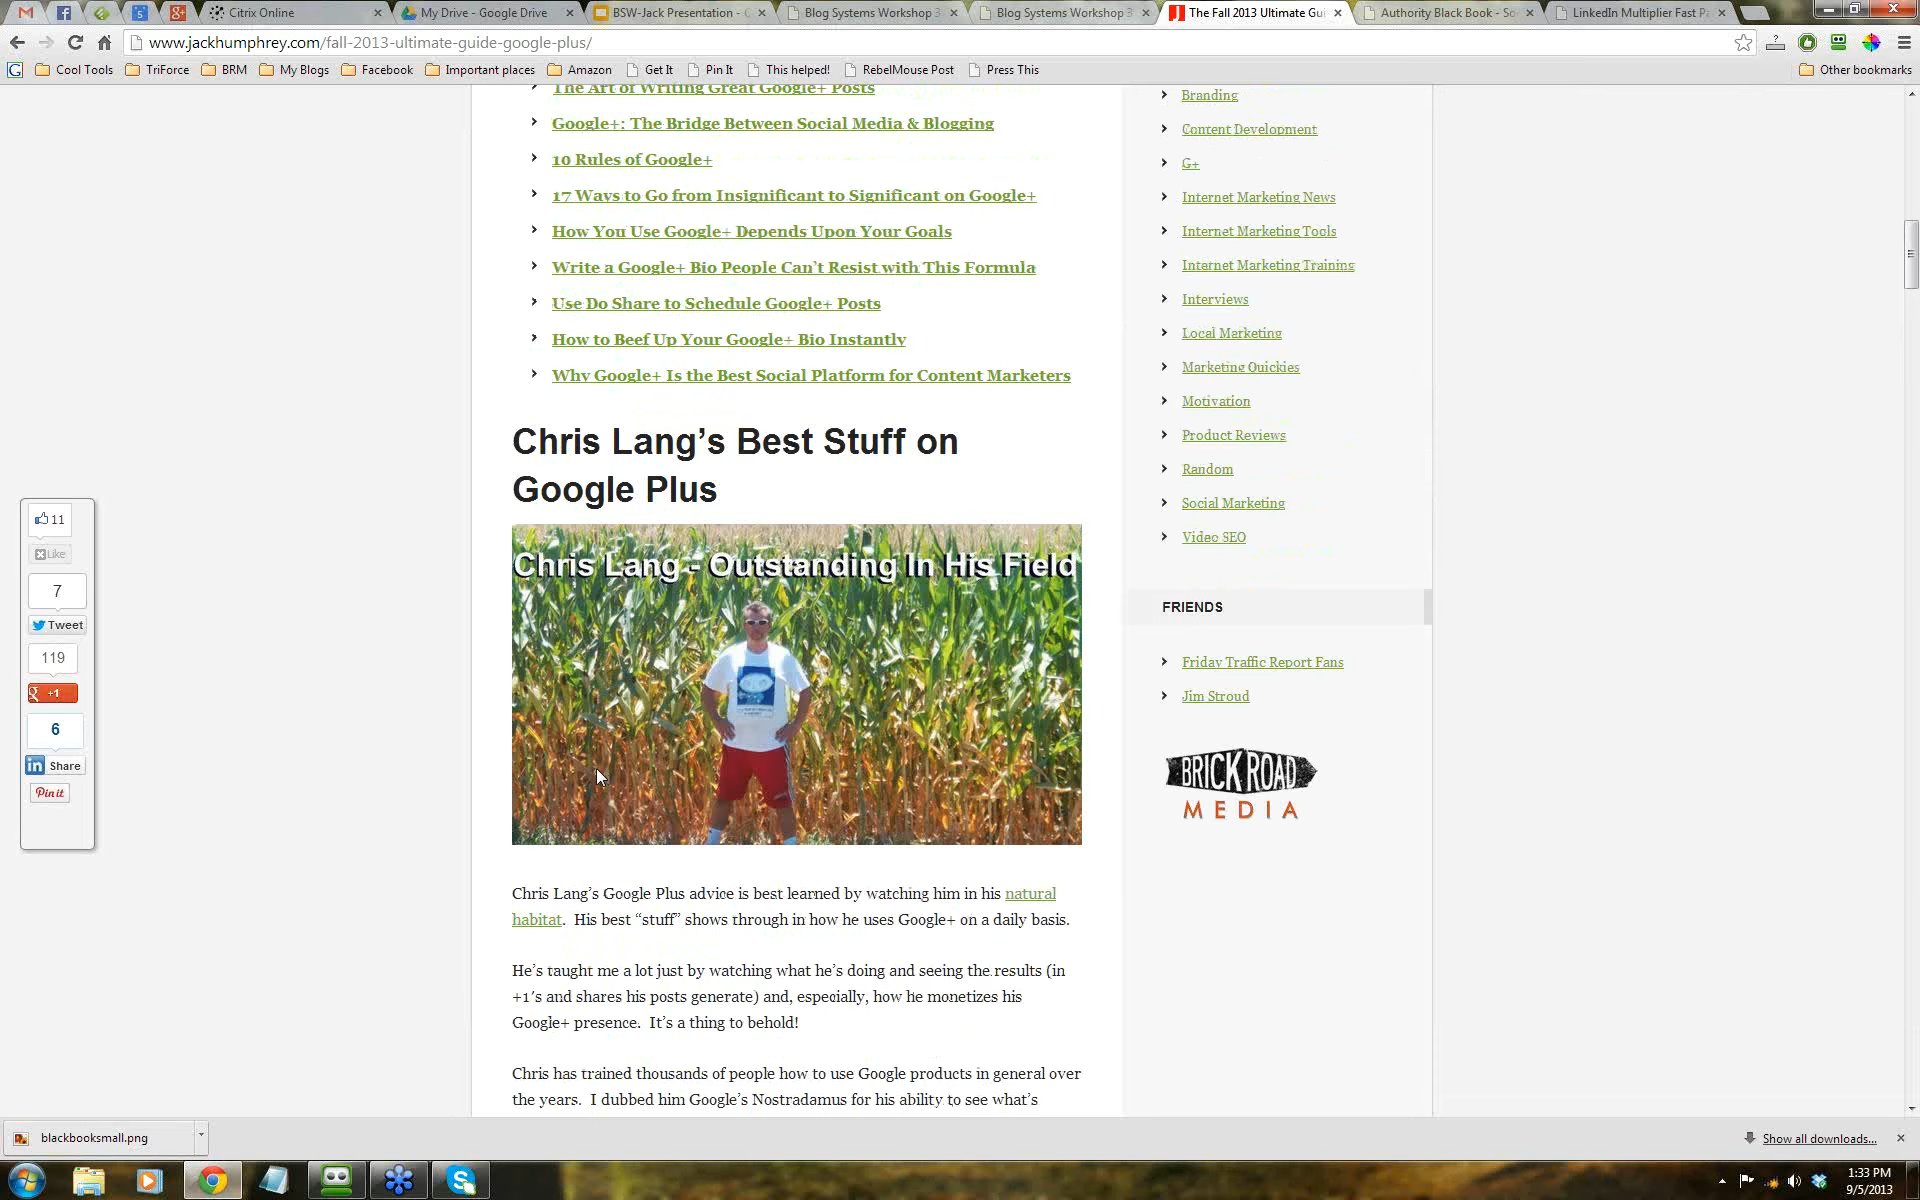 Citrix Online
My Drive - Google Drive
BSW-Jack Presentation -
Blog Systems Workshop 3
Blog Systems Workshop 3
The Fall 2013 Ultimate Gu
Authority Black Book - So
LinkedIn Multiplier Fast P
www.jackhumphrey.com/fall-2013-ultimate-guide-google-plus/
Cool Tools
TriForce
BRM
My Blogs
Facebook
Important places
Amazon
Get It
Pin It
This helped!
RebelMouse Post
Press This
Other bookmarks
The Art of Writing Great Google+ Posts
Google+: The Bridge Between Social Media & Blogging
10 Rules of Google+
17 Ways to Go from Insignificant to Significant on Google+
How You Use Google+ Depends Upon Your Goals
Write a Google+ Bio People Can’t Resist with This Formula
Use Do Share to Schedule Google+ Posts
How to Beef Up Your Google+ Bio Instantly
Why Google+ Is the Best Social Platform for Content Marketers
Chris Lang’s Best Stuff on
Google Plus
Chris Lang - Outstanding In His Field
Chris Lang’s Google Plus advice is best learned by watching him in his natural
habitat.  His best “stuff” shows through in how he uses Google+ on a daily basis.
He’s taught me a lot just by watching what he’s doing and seeing the results (in
+1’s and shares his posts generate) and, especially, how he monetizes his
Google+ presence.  It’s a thing to behold!
Chris has trained thousands of people how to use Google products in general over
the years.  I dubbed him Google’s Nostradamus for his ability to see what’s
11
Like
7
Tweet
119
+1
6
in Share
Pin it
Branding
Content Development
G+
Internet Marketing News
Internet Marketing Tools
Internet Marketing Training
Interviews
Local Marketing
Marketing Quickies
Motivation
Product Reviews
Random
Social Marketing
Video SEO
FRIENDS
Friday Traffic Report Fans
Jim Stroud
BRICK ROAD
MEDIA
blackbooksmall.png
Show all downloads...
1:33 PM
9/5/2013